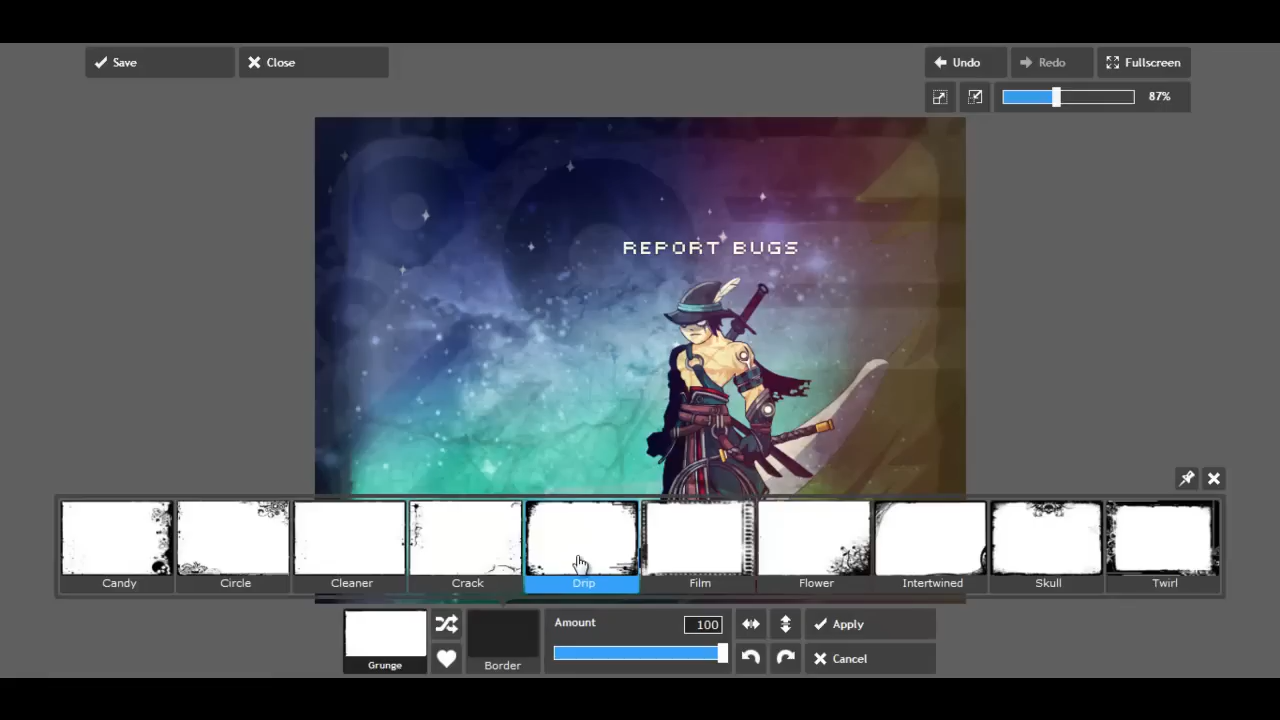 Save
Close
Undo
Redo
Fullscreen
87%
REPORT BUGS
Candy
Circle
Cleaner
Crack
Drip
Film
Flower
Intertwined
Skull
Twirl
Grunge
Border
Amount
100
Apply
Cancel